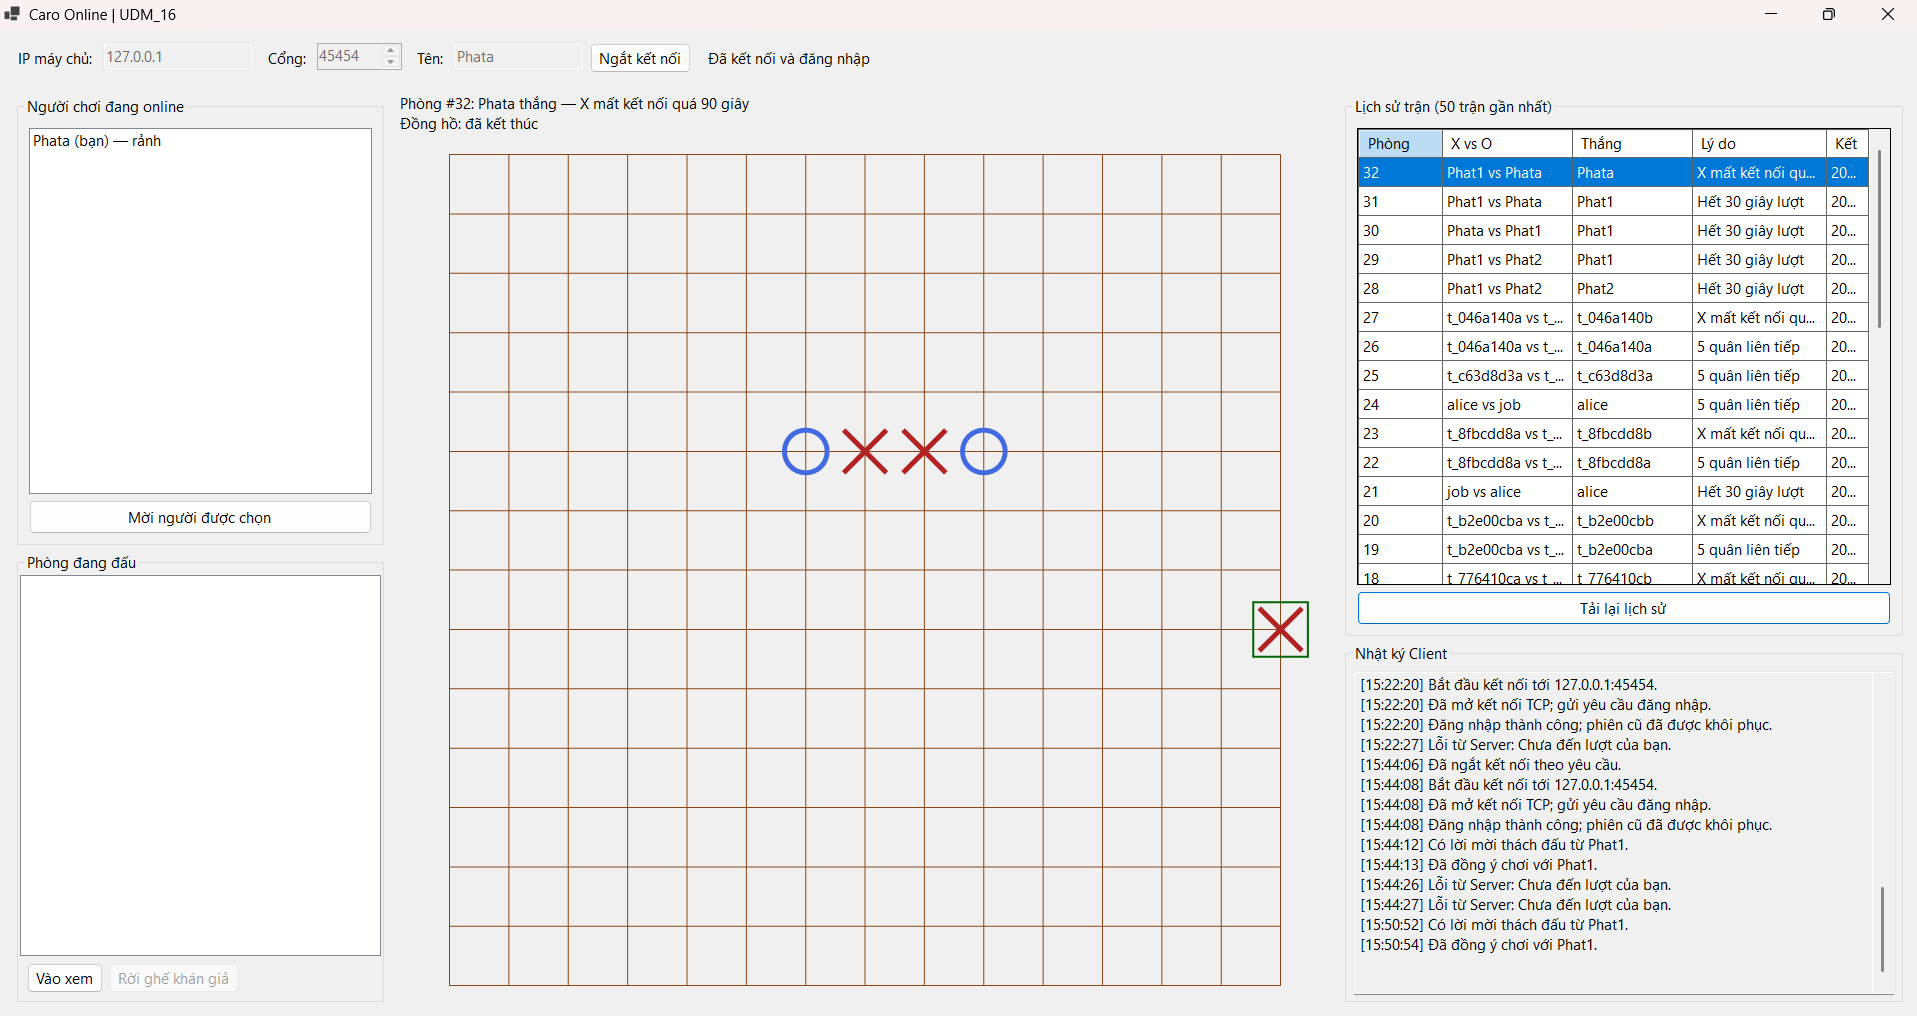 Caro Online | UDM_16
IP máy chủ: 127.0.0.1 Cổng: 45454 Tên: Phata Ngắt kết nối Đã kết nối và đăng nhập
Người chơi đang online
Phata (bạn) — rảnh
Mời người được chọn
Phòng đang đấu
Vào xem Rời ghế khán giả
Phòng #32: Phata thắng — X mất kết nối quá 90 giây
Đồng hồ: đã kết thúc
Lịch sử trận (50 trận gần nhất)
Phòng X vs O Thắng Lý do Kết
32 Phat1 vs Phata Phata X mất kết nối qu... 20...
31 Phat1 vs Phata Phat1 Hết 30 giây lượt 20...
30 Phata vs Phat1 Phat1 Hết 30 giây lượt 20...
29 Phat1 vs Phat2 Phat1 Hết 30 giây lượt 20...
28 Phat1 vs Phat2 Phat2 Hết 30 giây lượt 20...
27 t_046a140a vs t_... t_046a140b X mất kết nối qu... 20...
26 t_046a140a vs t_... t_046a140a 5 quân liên tiếp 20...
25 t_c63d8d3a vs t_... t_c63d8d3a 5 quân liên tiếp 20...
24 alice vs job alice 5 quân liên tiếp 20...
23 t_8fbcdd8a vs t_... t_8fbcdd8b X mất kết nối qu... 20...
22 t_8fbcdd8a vs t_... t_8fbcdd8a 5 quân liên tiếp 20...
21 job vs alice alice Hết 30 giây lượt 20...
20 t_b2e00cba vs t_... t_b2e00cbb X mất kết nối qu... 20...
19 t_b2e00cba vs t_... t_b2e00cba 5 quân liên tiếp 20...
18 t_776410ca vs t_... t_776410cb X mất kết nối qu... 20...
Tải lại lịch sử
Nhật ký Client
[15:22:20] Bắt đầu kết nối tới 127.0.0.1:45454.
[15:22:20] Đã mở kết nối TCP; gửi yêu cầu đăng nhập.
[15:22:20] Đăng nhập thành công; phiên cũ đã được khôi phục.
[15:22:27] Lỗi từ Server: Chưa đến lượt của bạn.
[15:44:06] Đã ngắt kết nối theo yêu cầu.
[15:44:08] Bắt đầu kết nối tới 127.0.0.1:45454.
[15:44:08] Đã mở kết nối TCP; gửi yêu cầu đăng nhập.
[15:44:08] Đăng nhập thành công; phiên cũ đã được khôi phục.
[15:44:12] Có lời mời thách đấu từ Phat1.
[15:44:13] Đã đồng ý chơi với Phat1.
[15:44:26] Lỗi từ Server: Chưa đến lượt của bạn.
[15:44:27] Lỗi từ Server: Chưa đến lượt của bạn.
[15:50:52] Có lời mời thách đấu từ Phat1.
[15:50:54] Đã đồng ý chơi với Phat1.